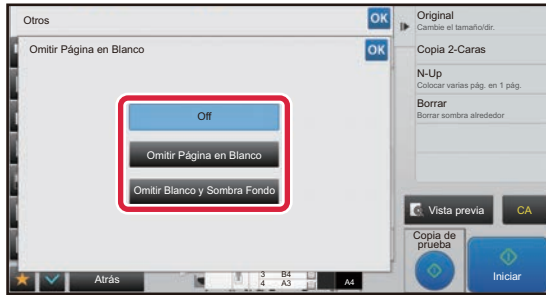 Otros
OK
Omitir Página en Blanco
OK
Off
Omitir Página en Blanco
Omitir Blanco y Sombra Fondo
Atrás
3 B4
4 A3
A4
Original
Cambie el tamaño/dir.
Copia 2-Caras
N-Up
Colocar varias pág. en 1 pág.
Borrar
Borrar sombra alrededor
Vista previa
CA
Copia de
prueba
Iniciar